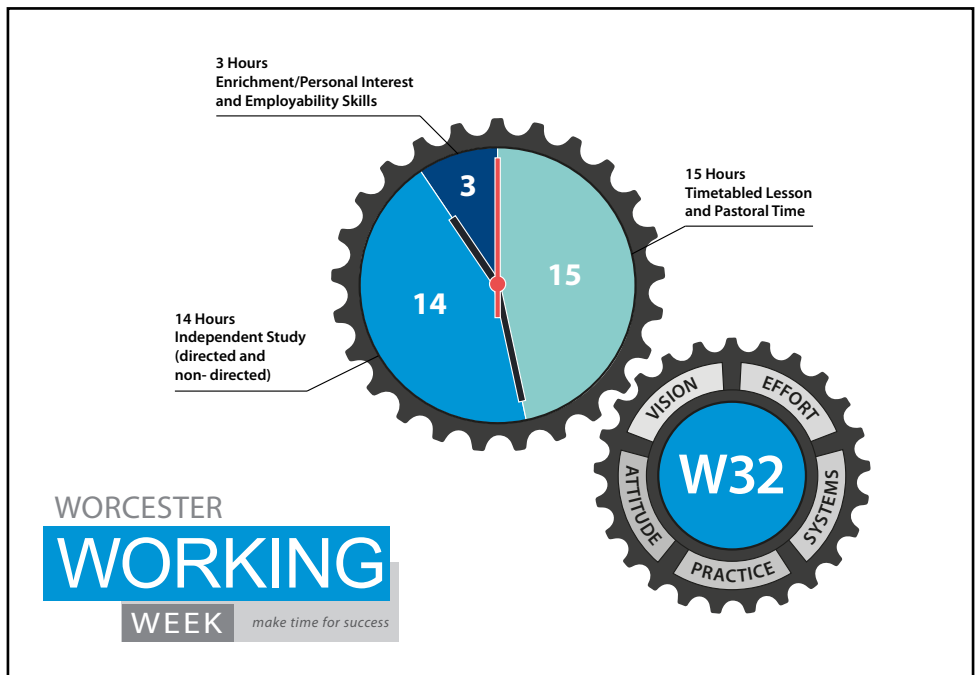 3 Hours
Enrichment/Personal Interest
and Employability Skills
3
15 Hours
Timetabled Lesson
and Pastoral Time
15
14
14 Hours
Independent Study
(directed and
non- directed)
VISION
EFFORT
ATTITUDE
W32
SYSTEMS
PRACTICE
WORCESTER
WORKING
WEEK make time for success